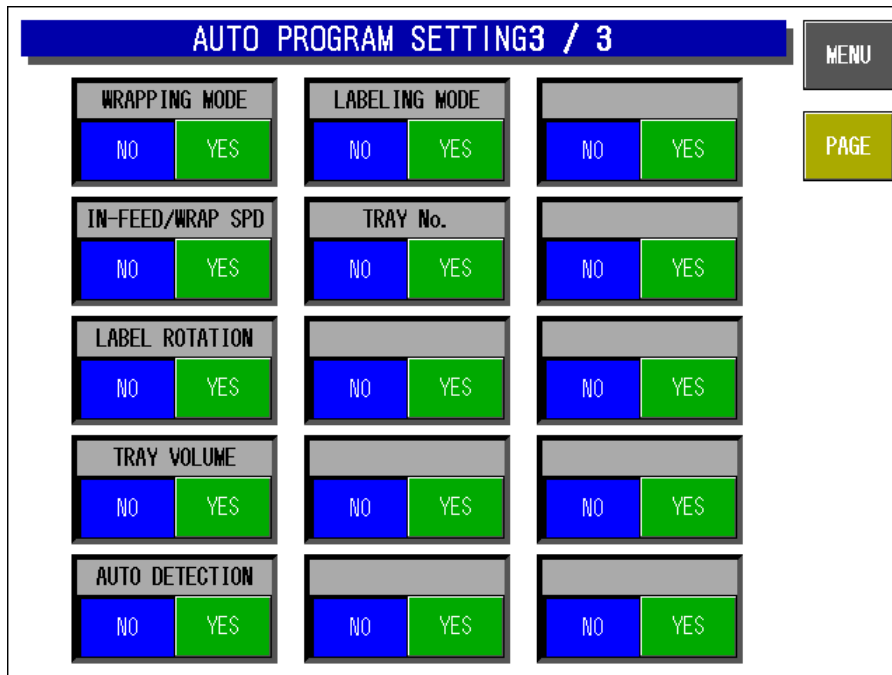 AUTO PROGRAM SETTING3 / 3
MENU
PAGE
WRAPPING MODE
NO YES
LABELING MODE
NO YES
NO YES
IN-FEED/WRAP SPD
NO YES
TRAY No.
NO YES
NO YES
LABEL ROTATION
NO YES
NO YES
NO YES
TRAY VOLUME
NO YES
NO YES
NO YES
AUTO DETECTION
NO YES
NO YES
NO YES